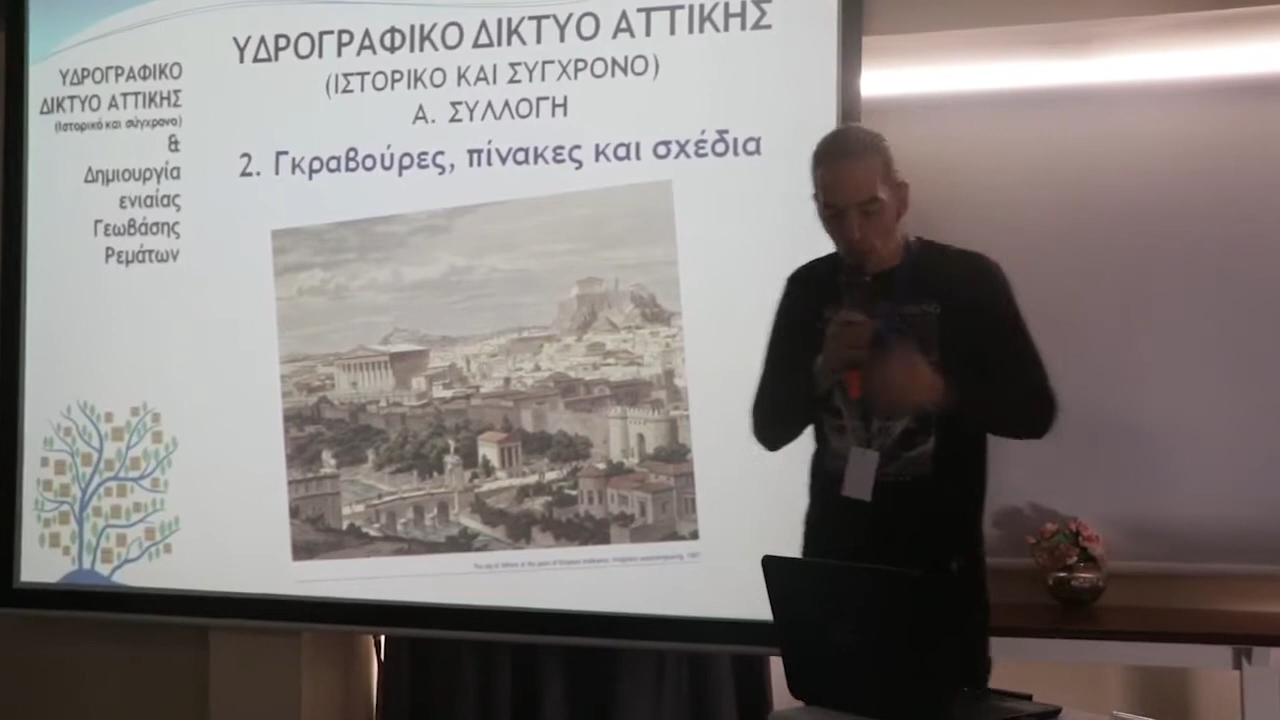 ΥΔΡΟΓΡΑΦΙΚΟ
ΔΙΚΤΥΟ ΑΤΤΙΚΗΣ
(Ιστορικό και σύγχρονο)
&
Δημιουργία
ενιαίας
Γεωβάσης
Ρεμάτων
ΥΔΡΟΓΡΑΦΙΚΟ ΔΙΚΤΥΟ ΑΤΤΙΚΗΣ
(ΙΣΤΟΡΙΚΟ ΚΑΙ ΣΥΓΧΡΟΝΟ)
Α. ΣΥΛΛΟΓΗ
2. Γκραβούρες, πίνακες και σχέδια